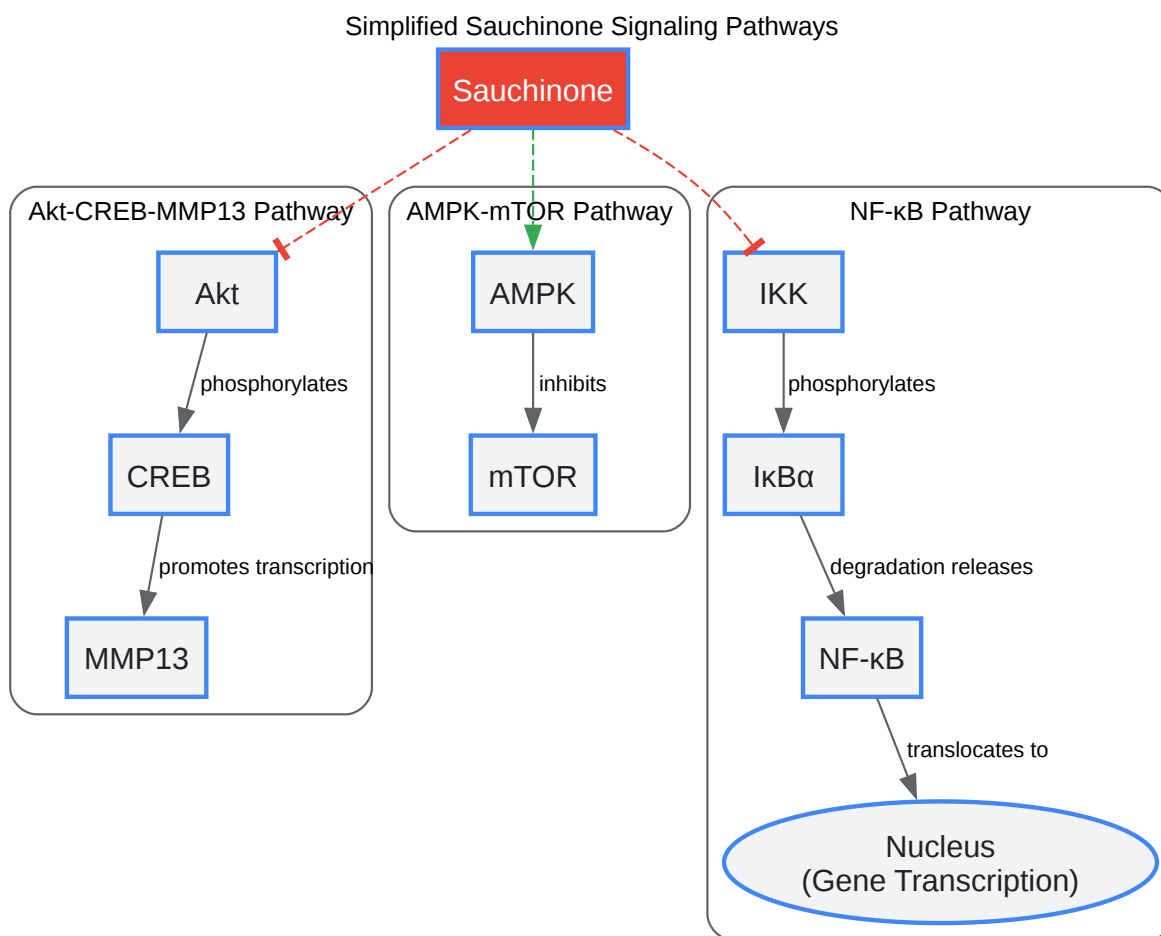 Simplified Sauchinone Signaling Pathways
Sauchinone
Akt-CREB-MMP13 Pathway
Akt
phosphorylates
CREB
promotes transcription
MMP13
AMPK-mTOR Pathway
AMPK
inhibits
mTOR
NF-κB Pathway
IKK
phosphorylates
IκBα
degradation releases
NF-κB
translocates to
Nucleus
(Gene Transcription)